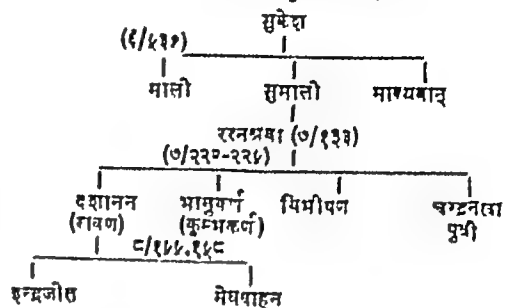 सुकेश
(६/५३१)
माली सुमाली माल्यवान्
रत्नश्रवा (७/१३३)
(७/२२०-२२५)
दशानन भानुकर्ण विभीषण चन्द्रनखा
(रावण) (कुम्भकर्ण) पुत्री
८/१५५,१५८
इन्द्रजीत मेघवाहन